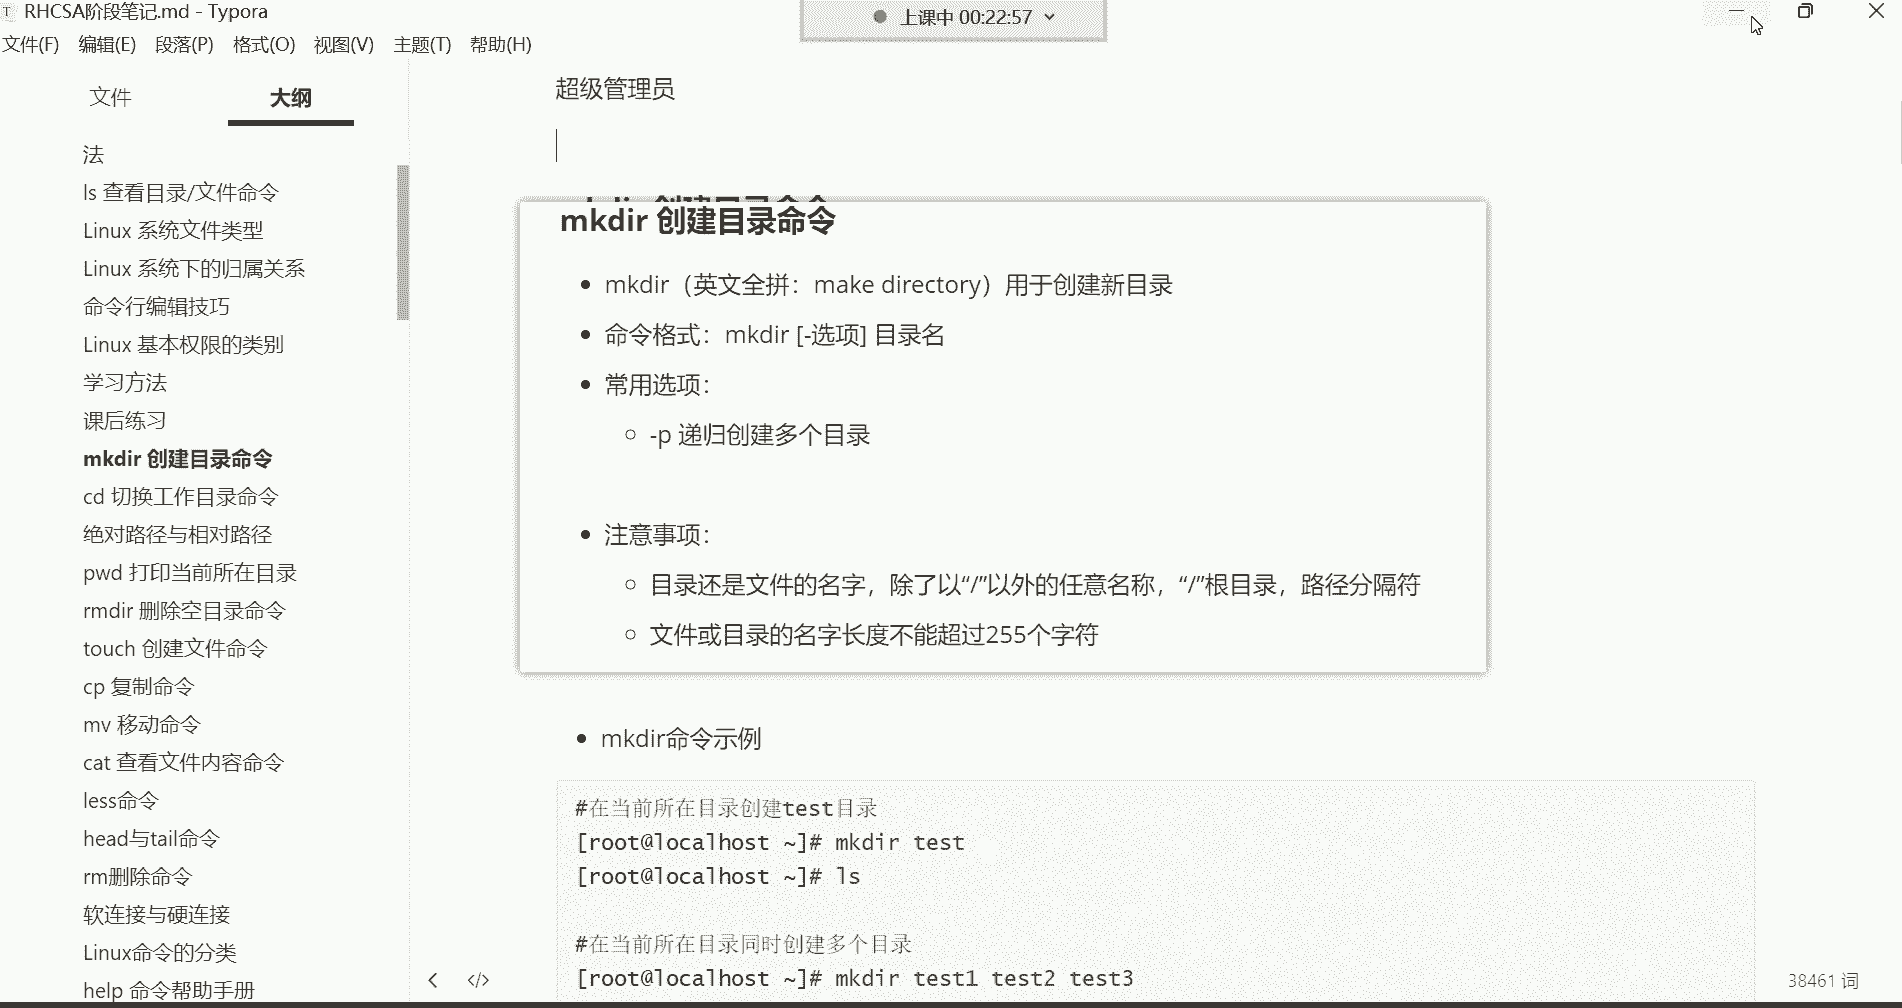 RHCSA阶段笔记.md - Typora
上课中 00:22:57
文件(F) 编辑(E) 段落(P) 格式(O) 视图(V) 主题(T) 帮助(H)
文件 大纲
法
ls 查看目录/文件命令
Linux 系统文件类型
Linux 系统下的归属关系
命令行编辑技巧
Linux 基本权限的类别
学习方法
课后练习
mkdir 创建目录命令
cd 切换工作目录命令
绝对路径与相对路径
pwd 打印当前所在目录
rmdir 删除空目录命令
touch 创建文件命令
cp 复制命令
mv 移动命令
cat 查看文件内容命令
less命令
head与tail命令
rm删除命令
软连接与硬连接
Linux命令的分类
help 命令帮助手册
超级管理员
mkdir 创建目录命令
mkdir（英文全拼：make directory）用于创建新目录
命令格式：mkdir [-选项] 目录名
常用选项：
-p 递归创建多个目录
注意事项：
目录还是文件的名字，除了以“/”以外的任意名称，“/”根目录，路径分隔符
文件或目录的名字长度不能超过255个字符
mkdir命令示例
#在当前所在目录创建test目录
[root@localhost ~]# mkdir test
[root@localhost ~]# ls
#在当前所在目录同时创建多个目录
[root@localhost ~]# mkdir test1 test2 test3
38461 词